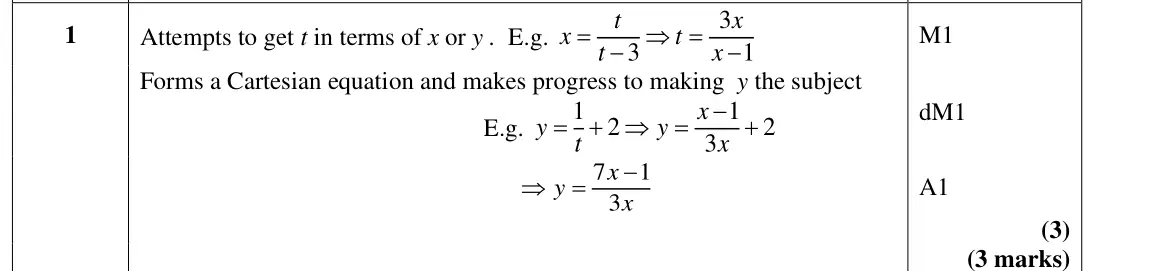 1 Attempts to get t in terms of x or y . E.g. x = t/(t − 3) ⇒ t = 3x/(x − 1) M1
Forms a Cartesian equation and makes progress to making y the subject
E.g. y = 1/t + 2 ⇒ y = (x − 1)/3x + 2 dM1
⇒ y = (7x − 1)/3x A1
(3)
(3 marks)